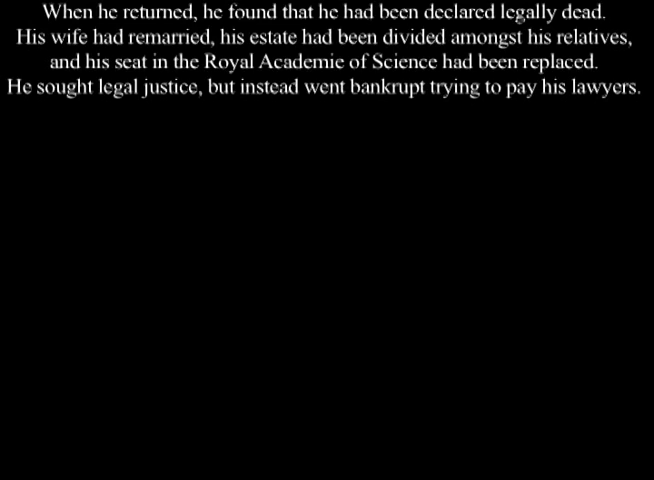 When he returned, he found that he had been declared legally dead.
His wife had remarried, his estate had been divided amongst his relatives,
and his seat in the Royal Academie of Science had been replaced.
He sought legal justice, but instead went bankrupt trying to pay his lawyers.